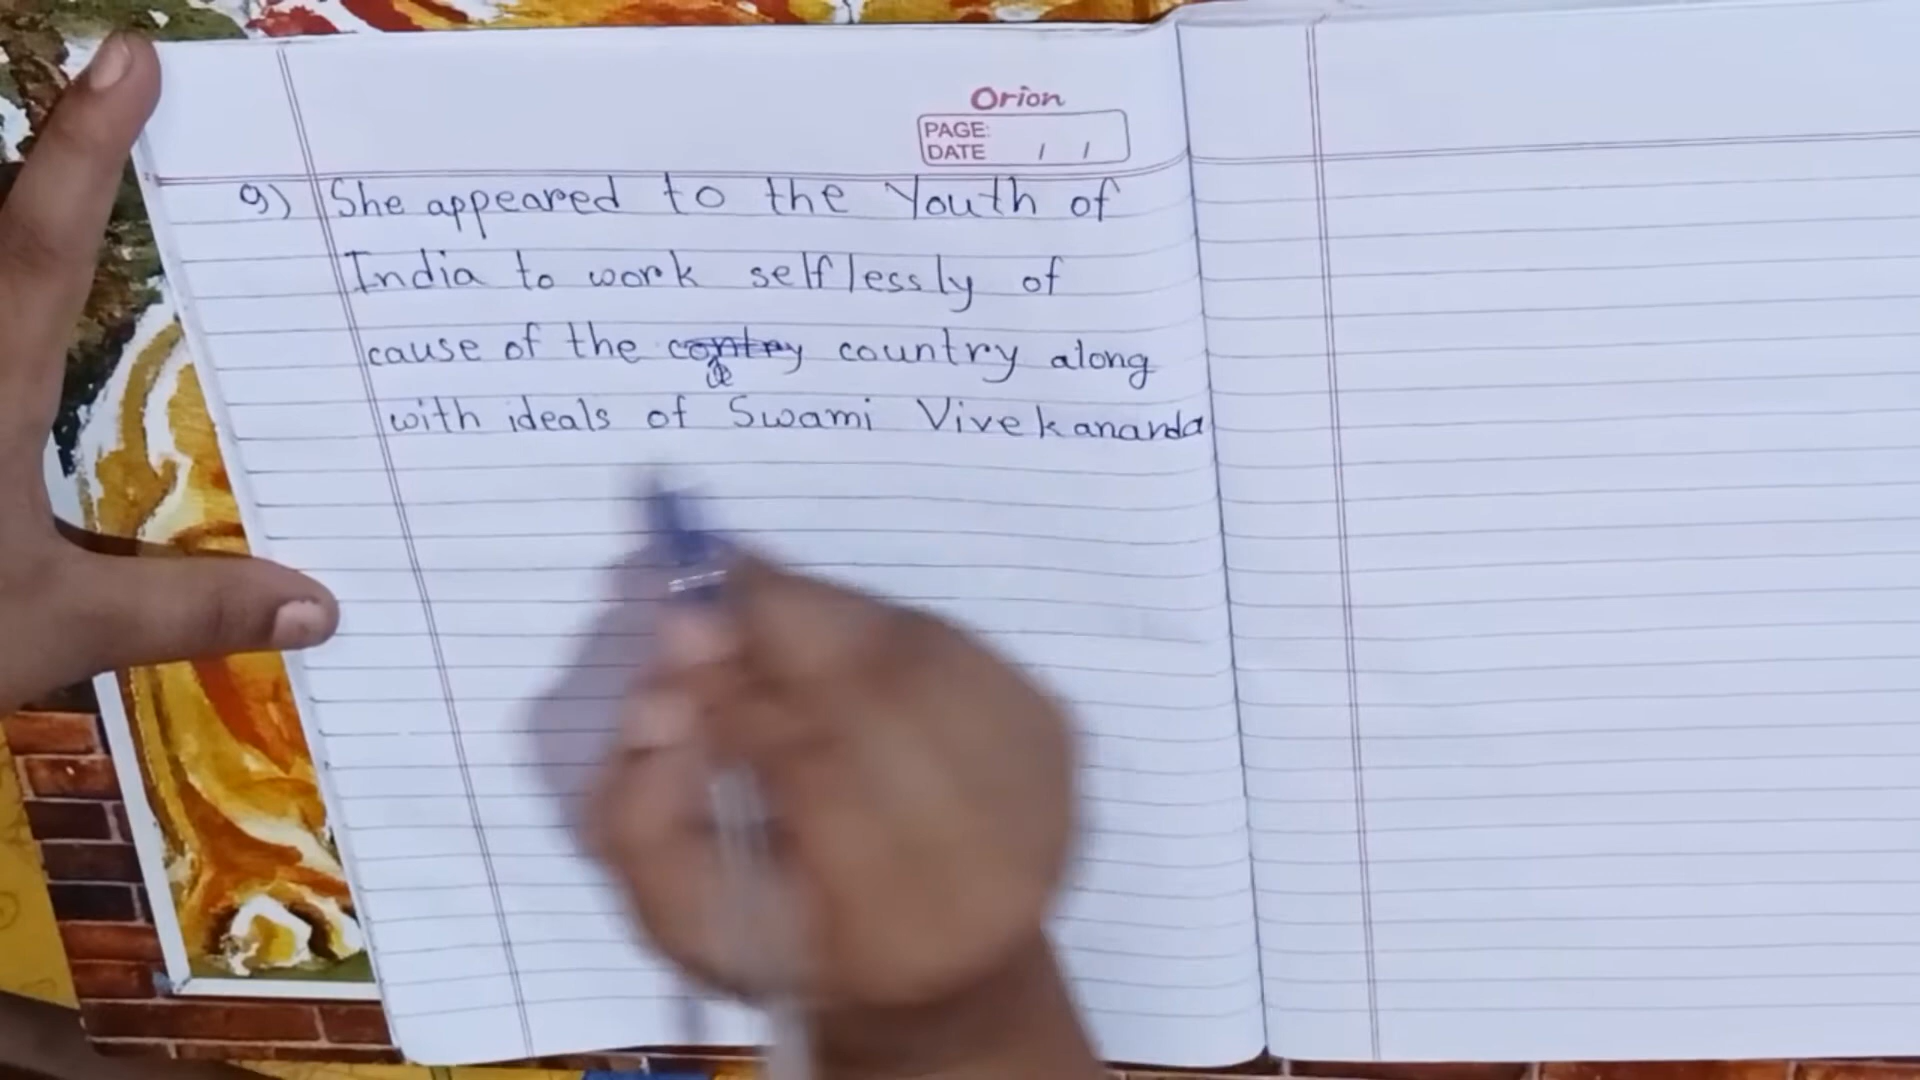 Orion
PAGE:
DATE / /
9) She appeared to the Youth of
India to work selflessly of
cause of the contry country along
with ideals of Swami Vivekananda